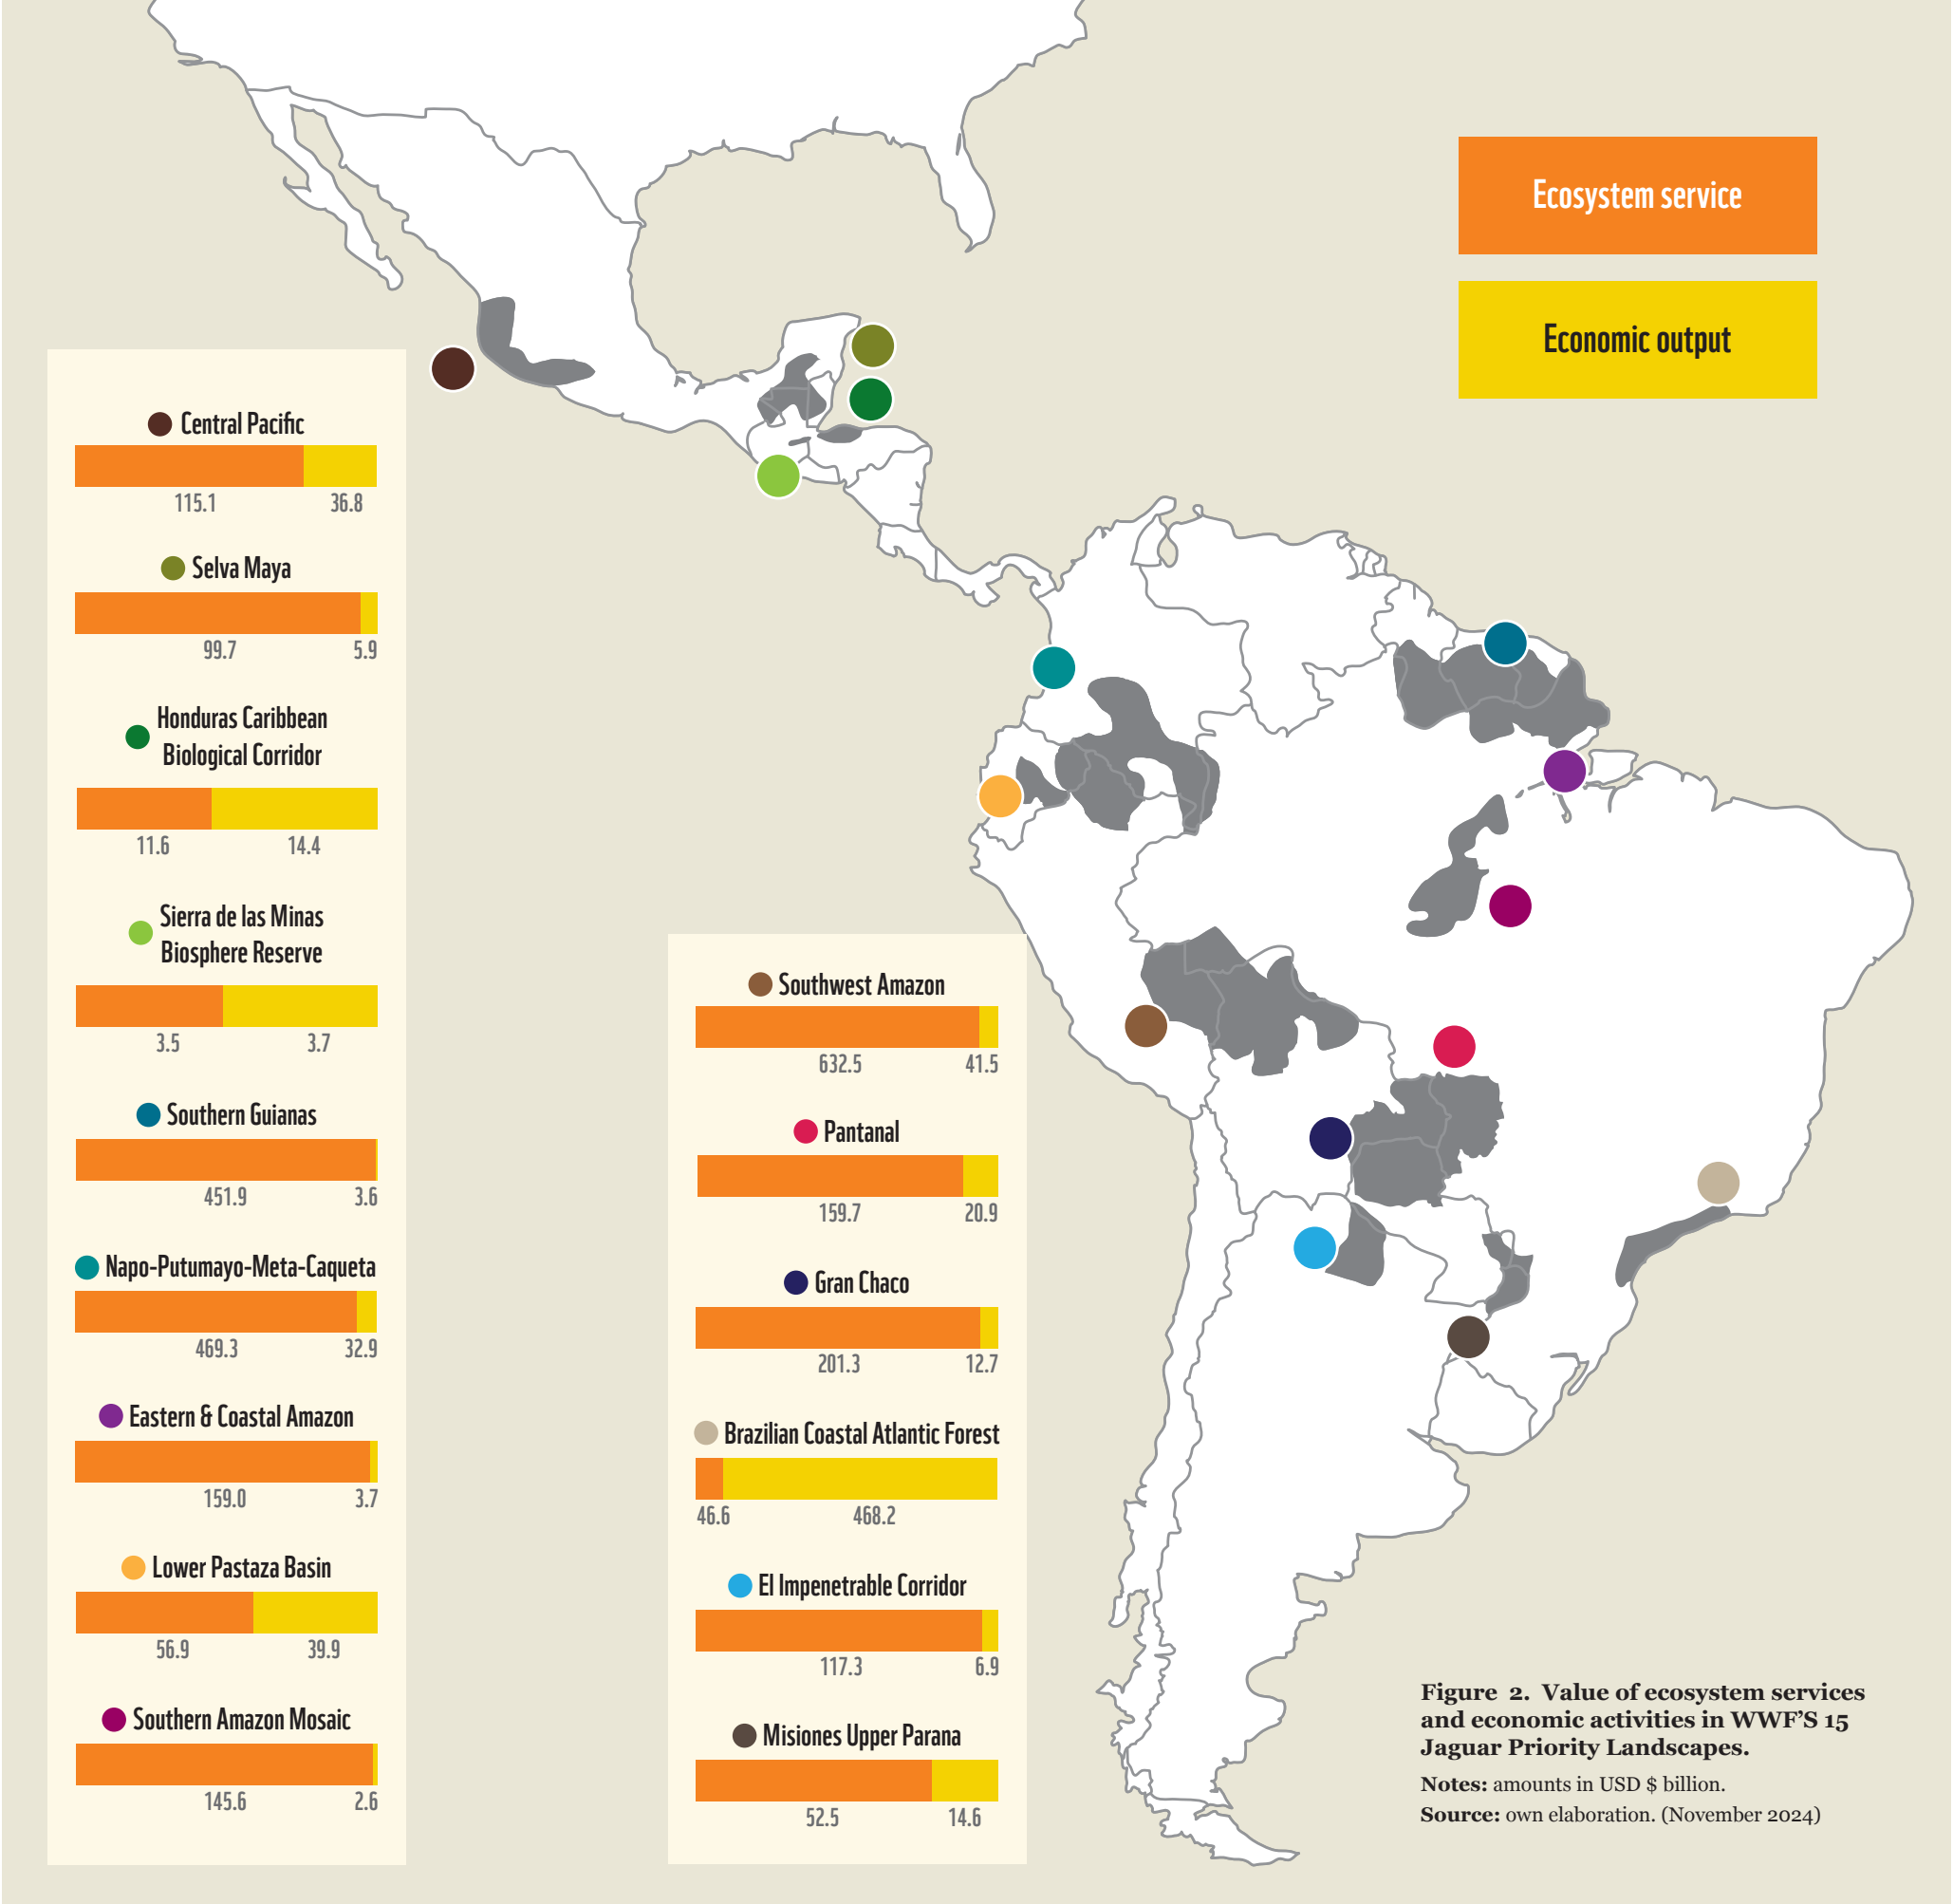 Ecosystem service
Economic output
Central Pacific
115.1 36.8
Selva Maya
99.7 5.9
Honduras Caribbean
Biological Corridor
11.6 14.4
Sierra de las Minas
Biosphere Reserve
3.5 3.7
Southern Guianas
451.9 3.6
Napo-Putumayo-Meta-Caqueta
469.3 32.9
Eastern & Coastal Amazon
159.0 3.7
Lower Pastaza Basin
56.9 39.9
Southern Amazon Mosaic
145.6 2.6
Southwest Amazon
632.5 41.5
Pantanal
159.7 20.9
Gran Chaco
201.3 12.7
Brazilian Coastal Atlantic Forest
46.6 468.2
El Impenetrable Corridor
117.3 6.9
Misiones Upper Parana
52.5 14.6
Figure 2. Value of ecosystem services
and economic activities in WWF'S 15
Jaguar Priority Landscapes.
Notes: amounts in USD $ billion.
Source: own elaboration. (November 2024)